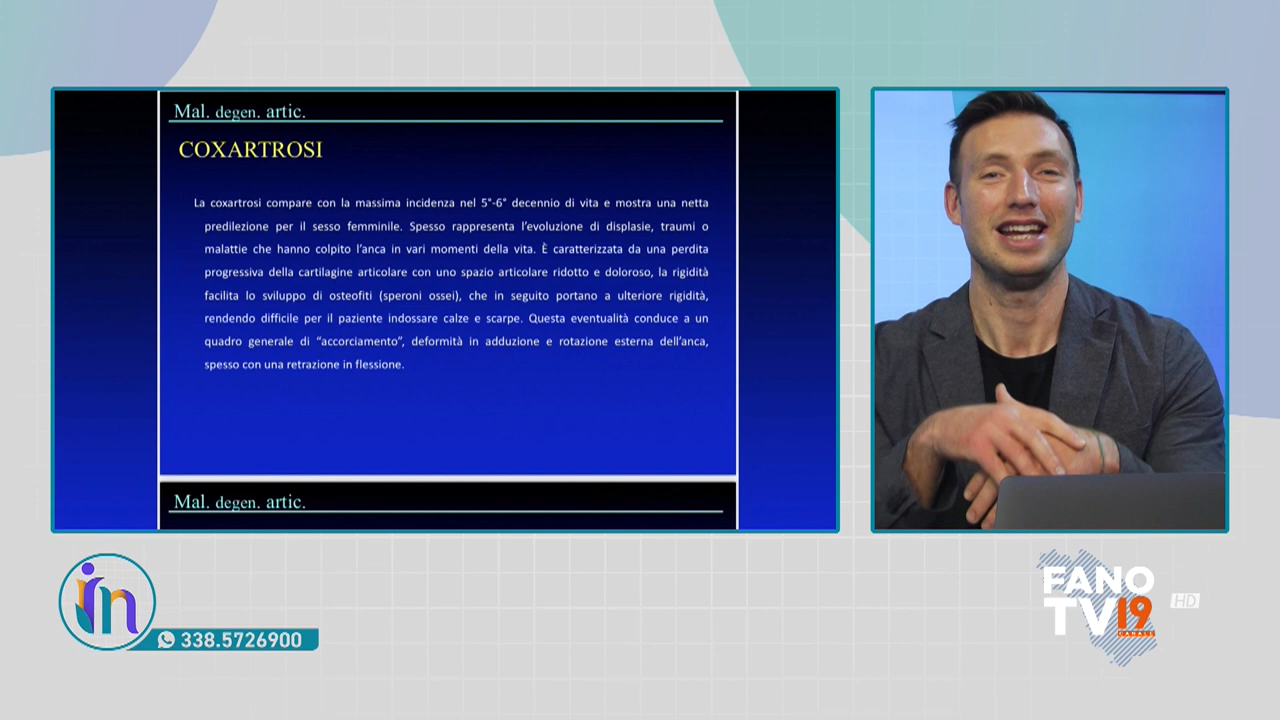 Mal. degen. artic.
COXARTROSI
La coxartrosi compare con la massima incidenza nel 5°-6° decennio di vita e mostra una netta
predilezione per il sesso femminile. Spesso rappresenta l’evoluzione di displasie, traumi o
malattie che hanno colpito l’anca in vari momenti della vita. È caratterizzata da una perdita
progressiva della cartilagine articolare con uno spazio articolare ridotto e doloroso, la rigidità
facilita lo sviluppo di osteofiti (speroni ossei), che in seguito portano a ulteriore rigidità,
rendendo difficile per il paziente indossare calze e scarpe. Questa eventualità conduce a un
quadro generale di “accorciamento”, deformità in adduzione e rotazione esterna dell’anca,
spesso con una retrazione in flessione.
Mal. degen. artic.
in
338.5726900
FANO
TV19
CANALE
HD